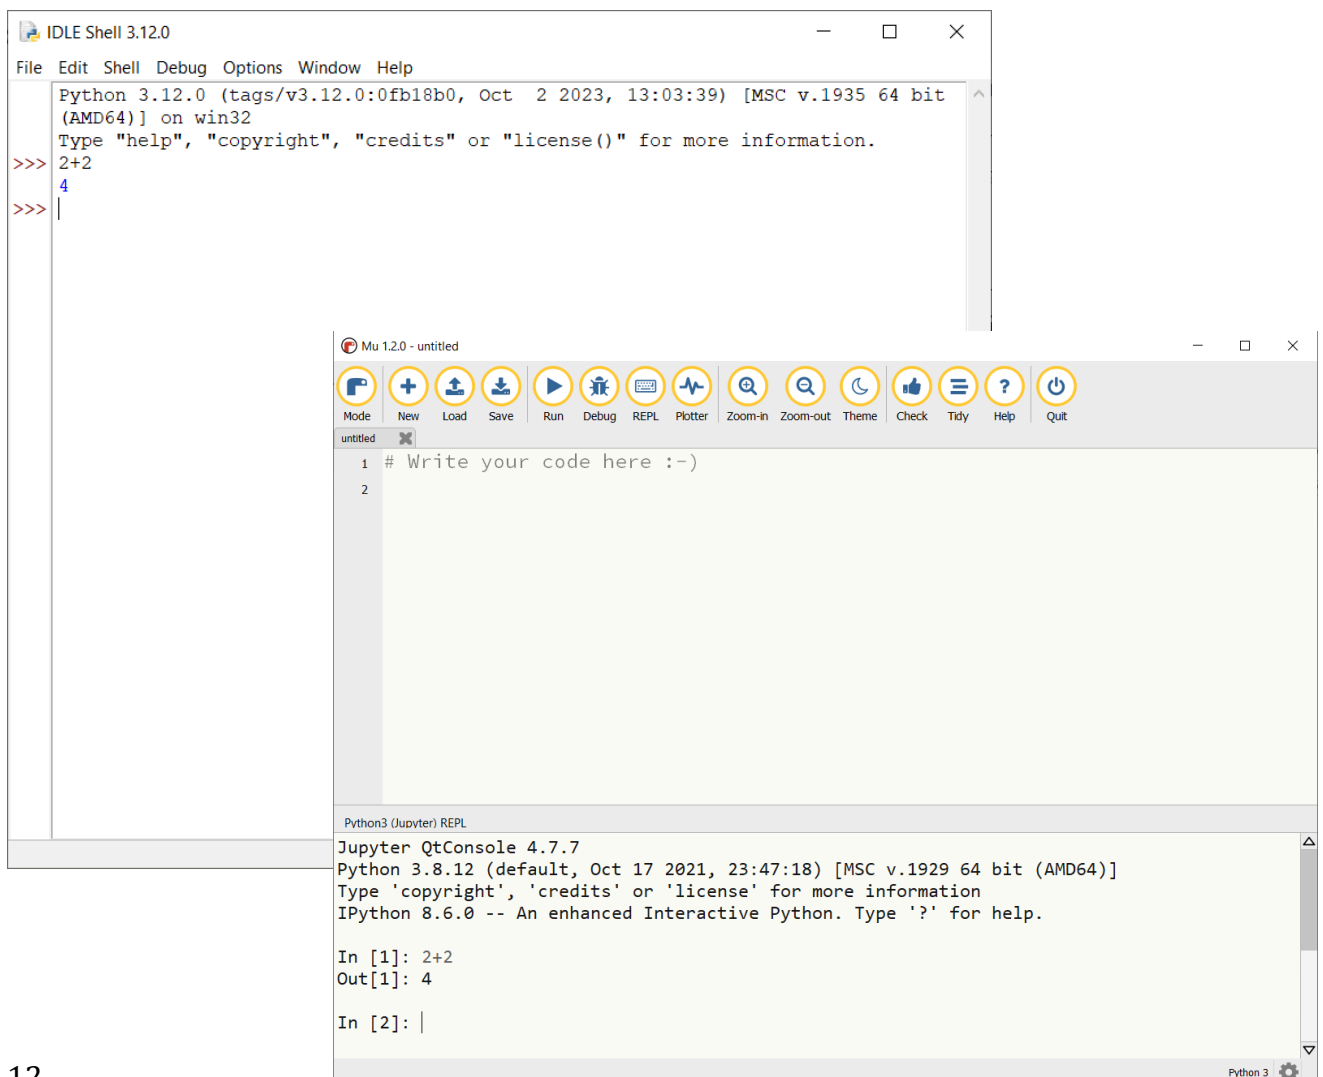 IDLE Shell 3.12.0
File Edit Shell Debug Options Window Help
Python 3.12.0 (tags/v3.12.0:0fb18b0, Oct  2 2023, 13:03:39) [MSC v.1935 64 bit
(AMD64)] on win32
Type "help", "copyright", "credits" or "license()" for more information.
>>> 2+2
4
>>>
Mu 1.2.0 - untitled
Mode New Load Save Run Debug REPL Plotter Zoom-in Zoom-out Theme Check Tidy Help Quit
untitled
1 # Write your code here :-)
2
Python3 (Jupyter) REPL
Jupyter QtConsole 4.7.7
Python 3.8.12 (default, Oct 17 2021, 23:47:18) [MSC v.1929 64 bit (AMD64)]
Type 'copyright', 'credits' or 'license' for more information
IPython 8.6.0 -- An enhanced Interactive Python. Type '?' for help.
In [1]: 2+2
Out[1]: 4
In [2]:
Python 3
12